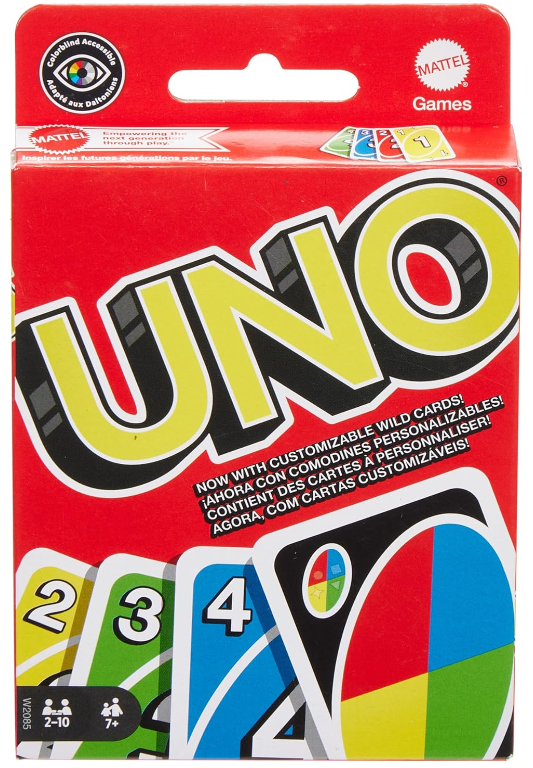 Colorblind Accessible
Adapté aux Daltoniens
MATTEL
Games
MATTEL
Empowering the
next generation
through play.
Inspirer les futures générations par le jeu.
1
UNO®
NOW WITH CUSTOMIZABLE WILD CARDS!
¡AHORA CON COMODINES PERSONALIZABLES!
CONTIENT DES CARTES À PERSONNALISER!
AGORA, COM CARTAS CUSTOMIZÁVEIS!
2
3
4
4
W2085
2–10
7+